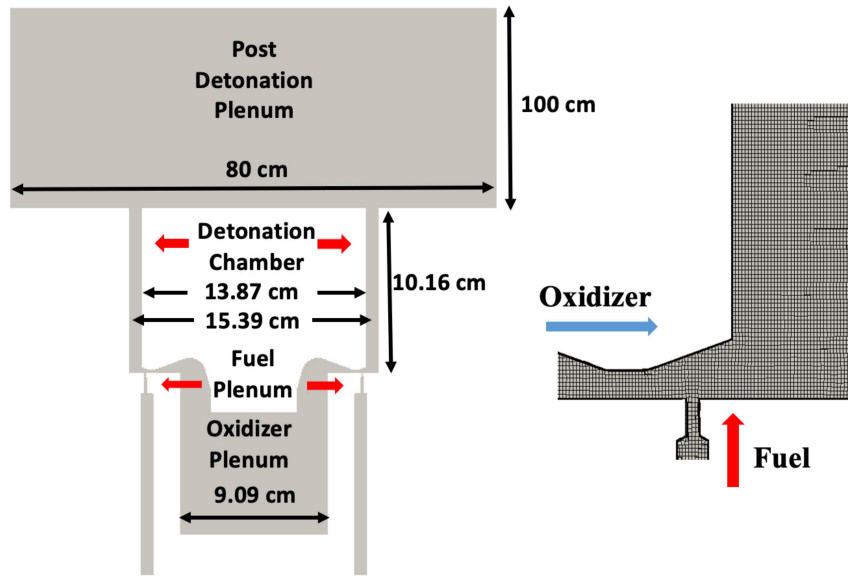 Post
Detonation
Plenum
100 cm
80 cm
Detonation
Chamber
13.87 cm
15.39 cm
10.16 cm
Fuel
Plenum
Oxidizer
Plenum
9.09 cm
Oxidizer
Fuel